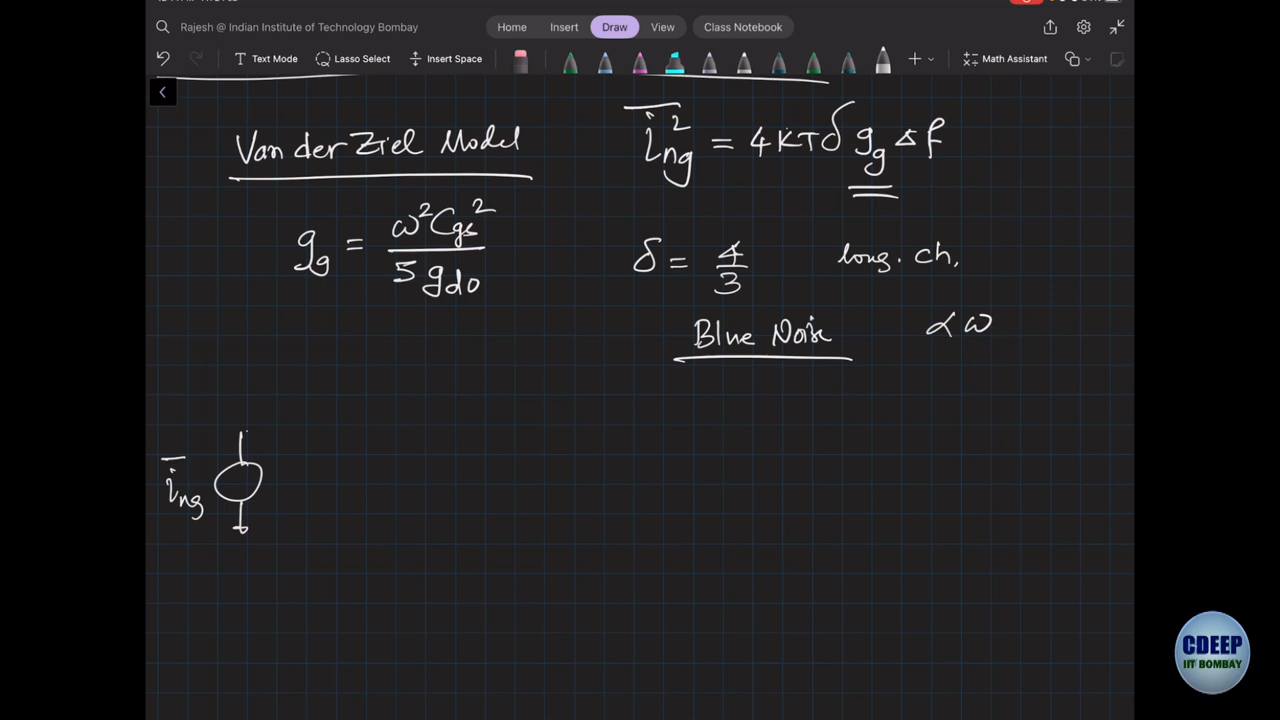 Rajesh @ Indian Institute of Technology Bombay
Home Insert Draw View Class Notebook
Text Mode Lasso Select Insert Space Math Assistant
Van der Ziel Model
i̅ng² = 4KTδ gg Δf
gg = ω²Cgs² / 5 gd0
δ = 4/3 long. ch.
Blue Noise ∝ ω
i̅ng
CDEEP
IIT BOMBAY